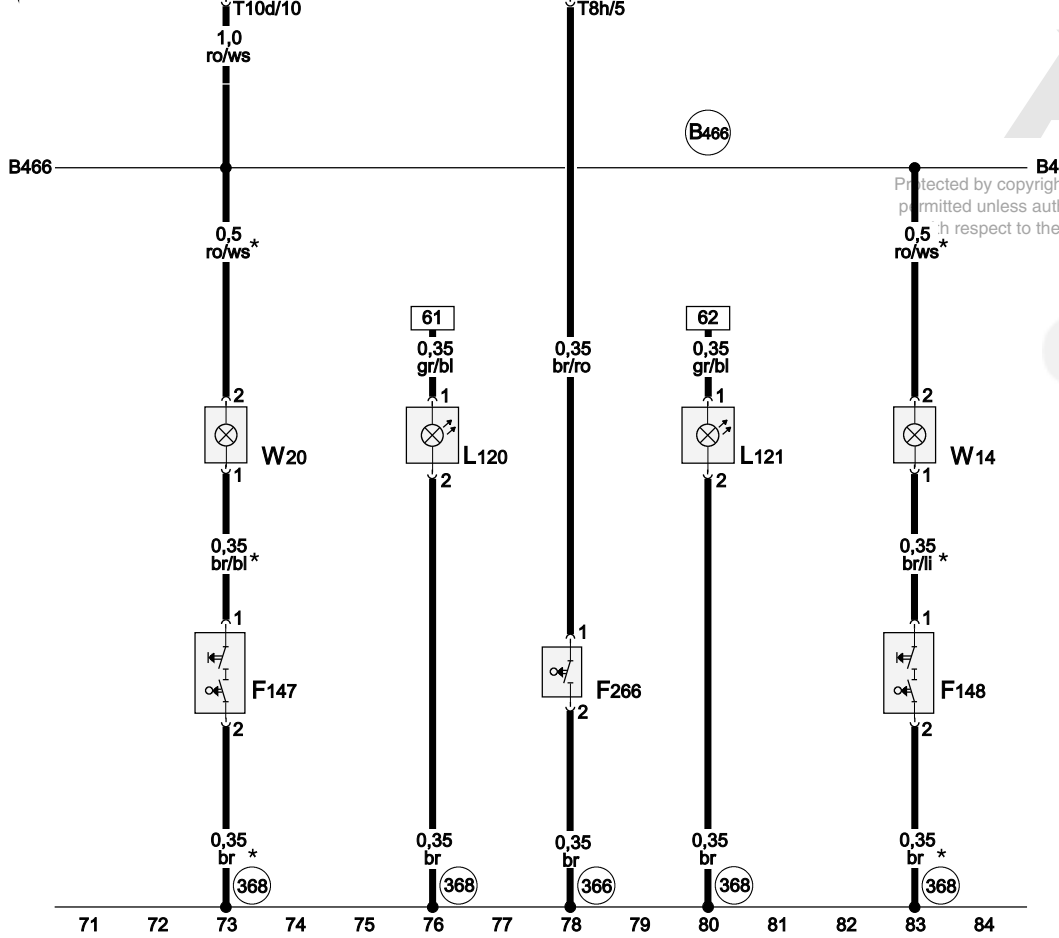 T10d/10
T8h/5
1,0
ro/ws
B466
B466
B4
Protected by copyrigh
permitted unless aut
th respect to the
0,5
ro/ws*
0,5
ro/ws*
61
62
0,35
gr/bl
0,35
br/ro
0,35
gr/bl
2
1
1
2
W20
L120
L121
W14
1
2
2
1
0,35
br/bl *
0,35
br/li *
1
1
1
F147
F266
F148
2
2
2
0,35
br *
0,35
br
0,35
br
0,35
br
0,35
br *
368
368
366
368
368
71 72 73 74 75 76 77 78 79 80 81 82 83 84